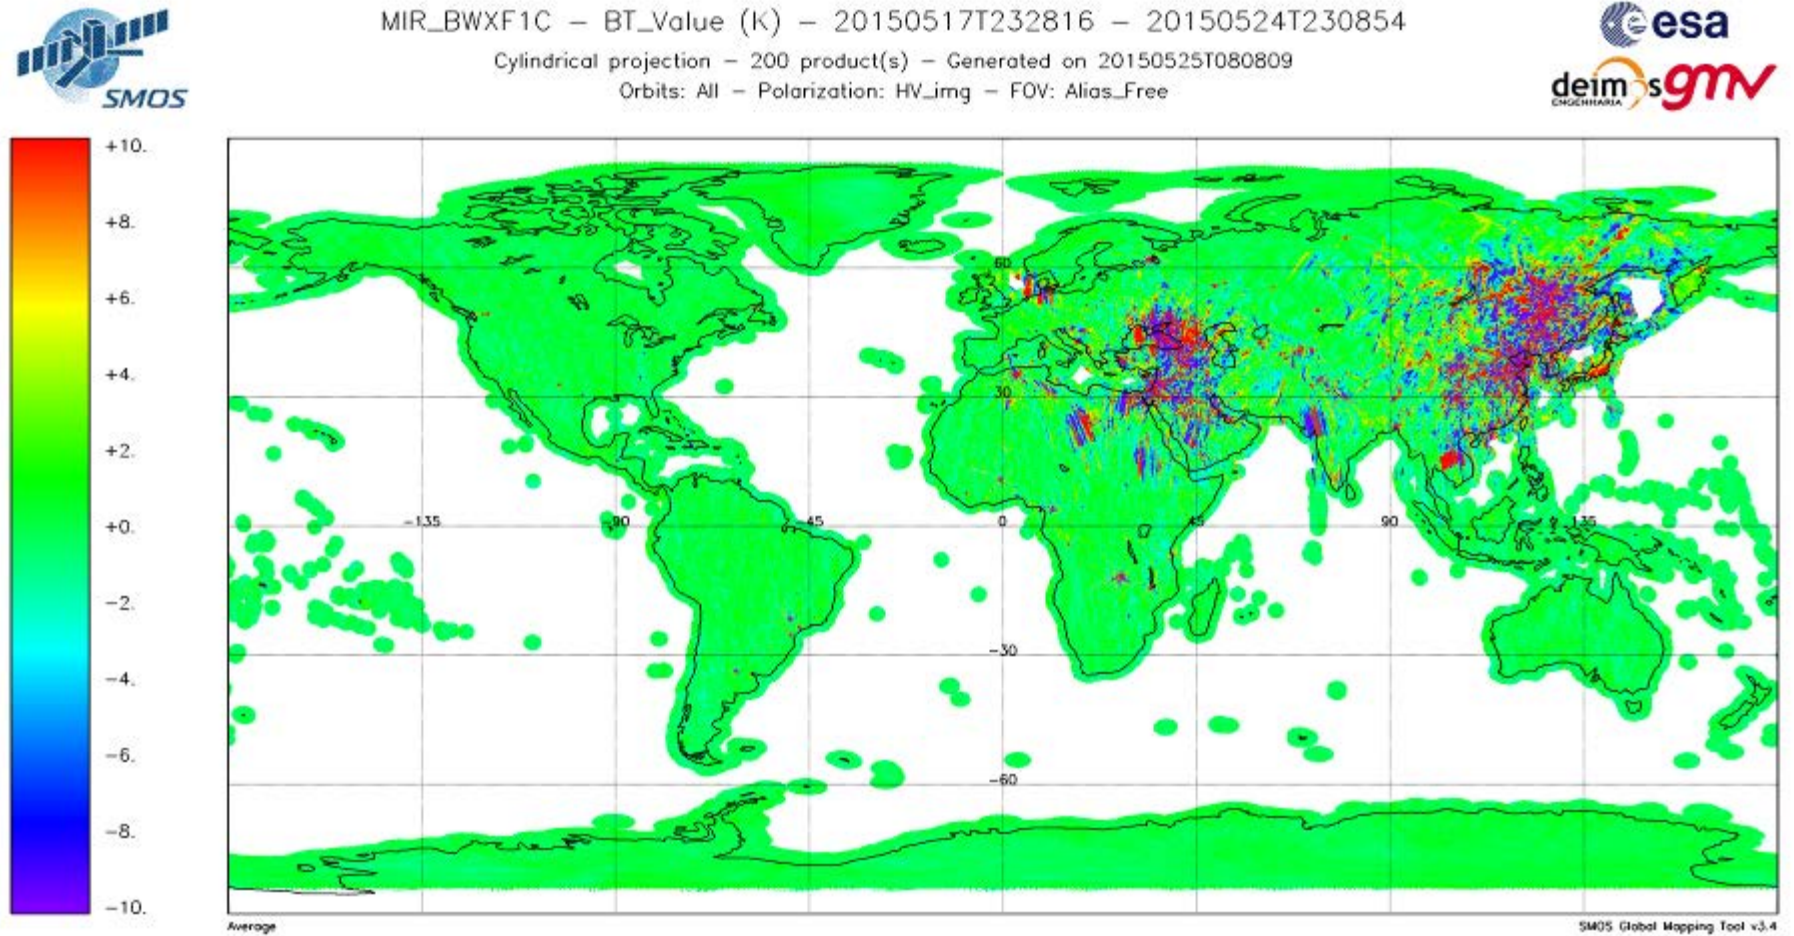 MIR_BWXF1C – BT_Value (K) – 20150517T232816 – 20150524T230854
Cylindrical projection – 200 product(s) – Generated on 20150525T080809
Orbits: All – Polarization: HV_img – FOV: Alias_Free
SMOS
esa
deimos
ENGENHARIA
gmv
+10.
+8.
+6.
+4.
+2.
+0.
−2.
−4.
−6.
−8.
−10.
60
30
−135
−90
−45
0
45
90
135
−30
−60
Average
SMOS Global Mapping Tool v3.4